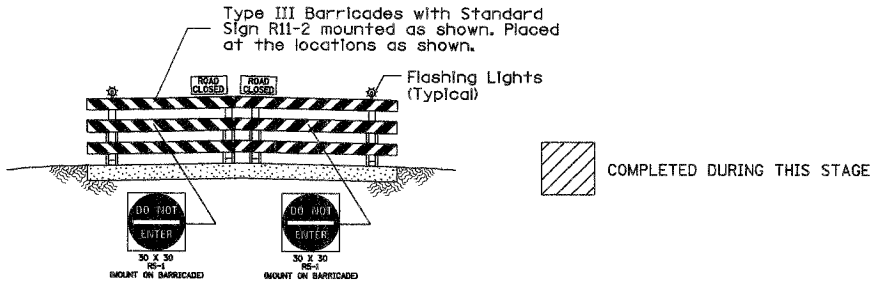 Type III Barricades with Standard
Sign R11-2 mounted as shown. Placed
at the locations as shown.
ROAD
CLOSED
ROAD
CLOSED
Flashing Lights
(Typical)
COMPLETED DURING THIS STAGE
DO NOT
ENTER
30 X 30
R5-1
(MOUNT ON BARRICADE)
DO NOT
ENTER
30 X 30
R5-1
(MOUNT ON BARRICADE)